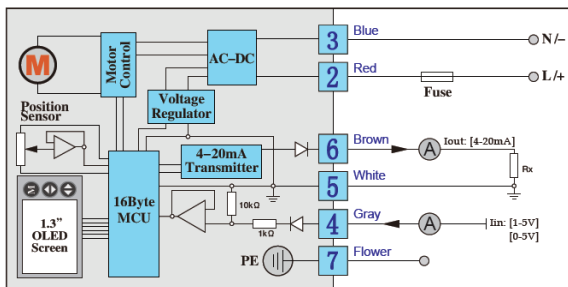 M
Motor
Control
AC-DC
3
Blue
N/-
2
Red
Fuse
L/+
Position
Sensor
Voltage
Regulator
4-20mA
Transmitter
6
Brown
A
Iout: [4-20mA]
Rx
5
White
16Byte
MCU
1.3”
OLED
Screen
10kΩ
1kΩ
4
Gray
A
Iin: [1-5V]
[0-5V]
PE
7
Flower